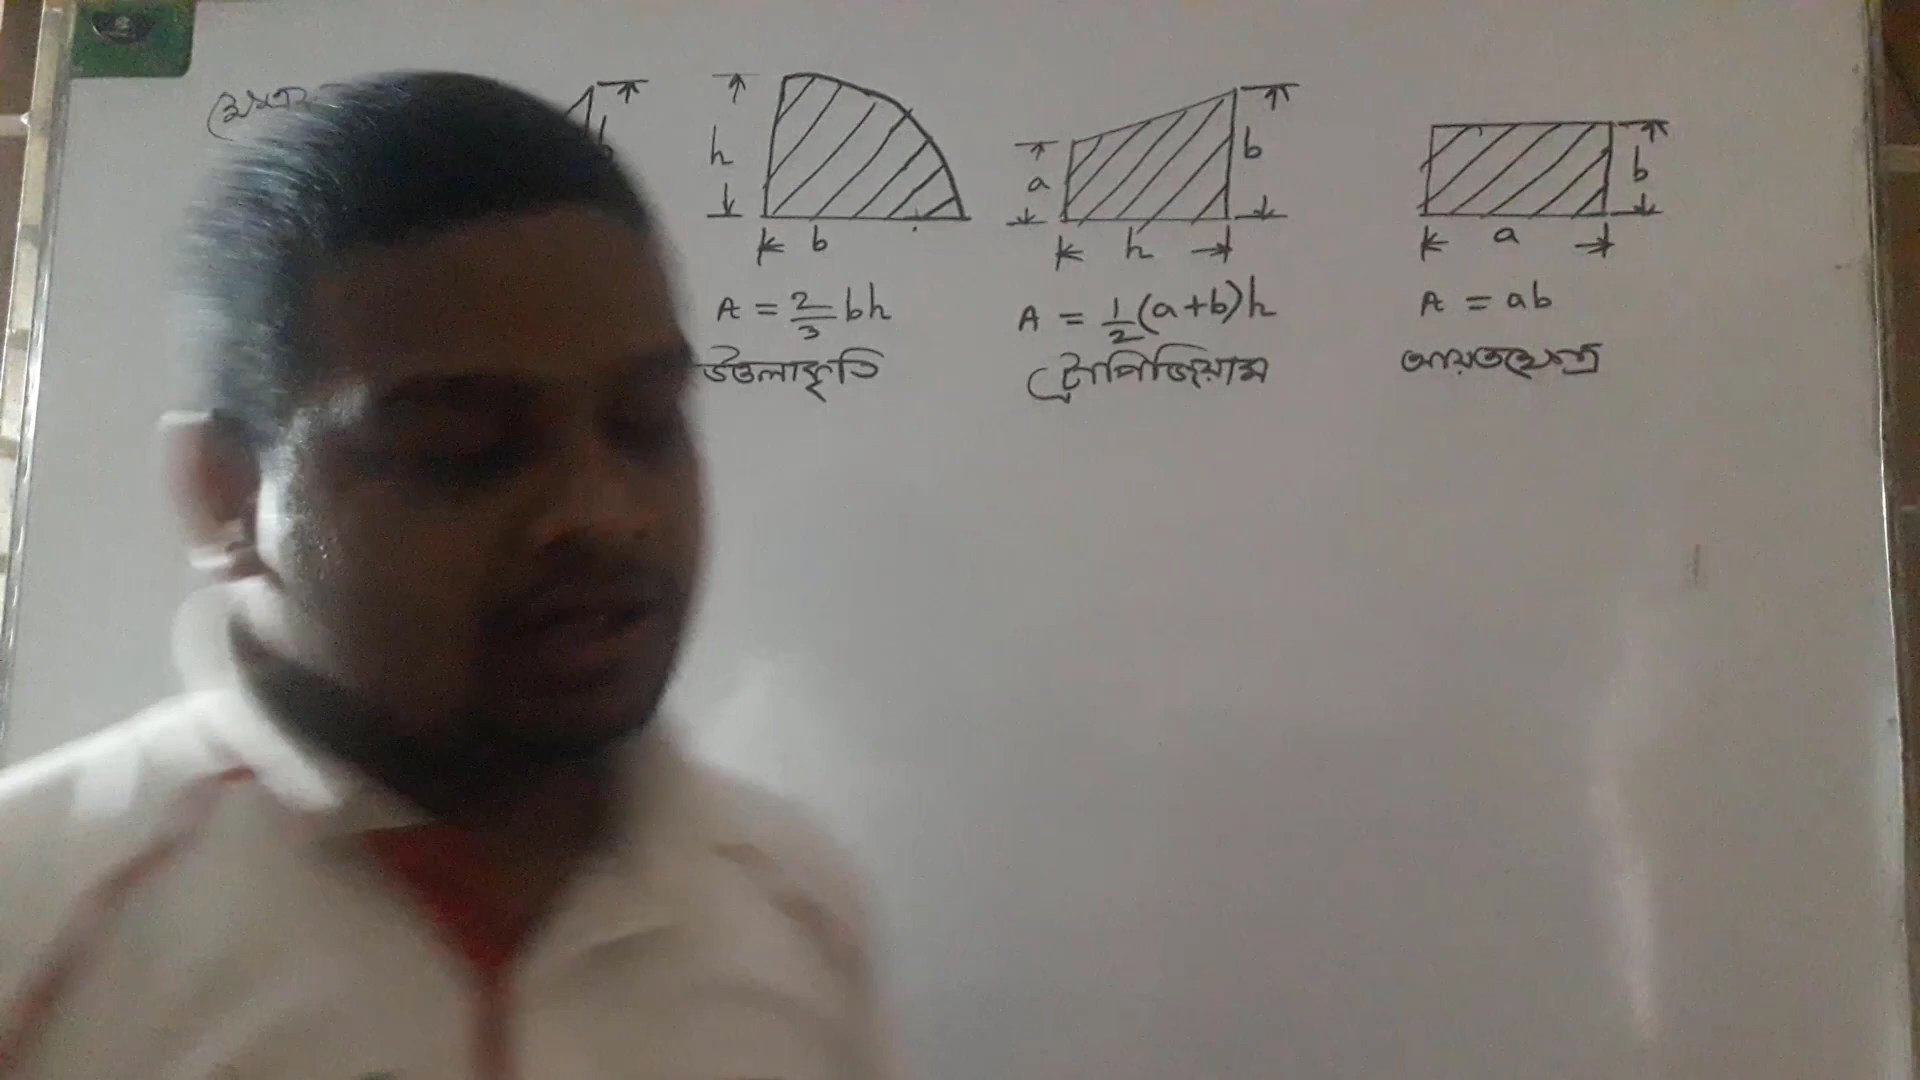 b
h
b
A = 2/3 bh
উত্তলাকৃতি
a
b
h
A = 1/2 (a+b)h
ট্রাপিজিয়াম
b
a
A = ab
আয়তক্ষেত্র